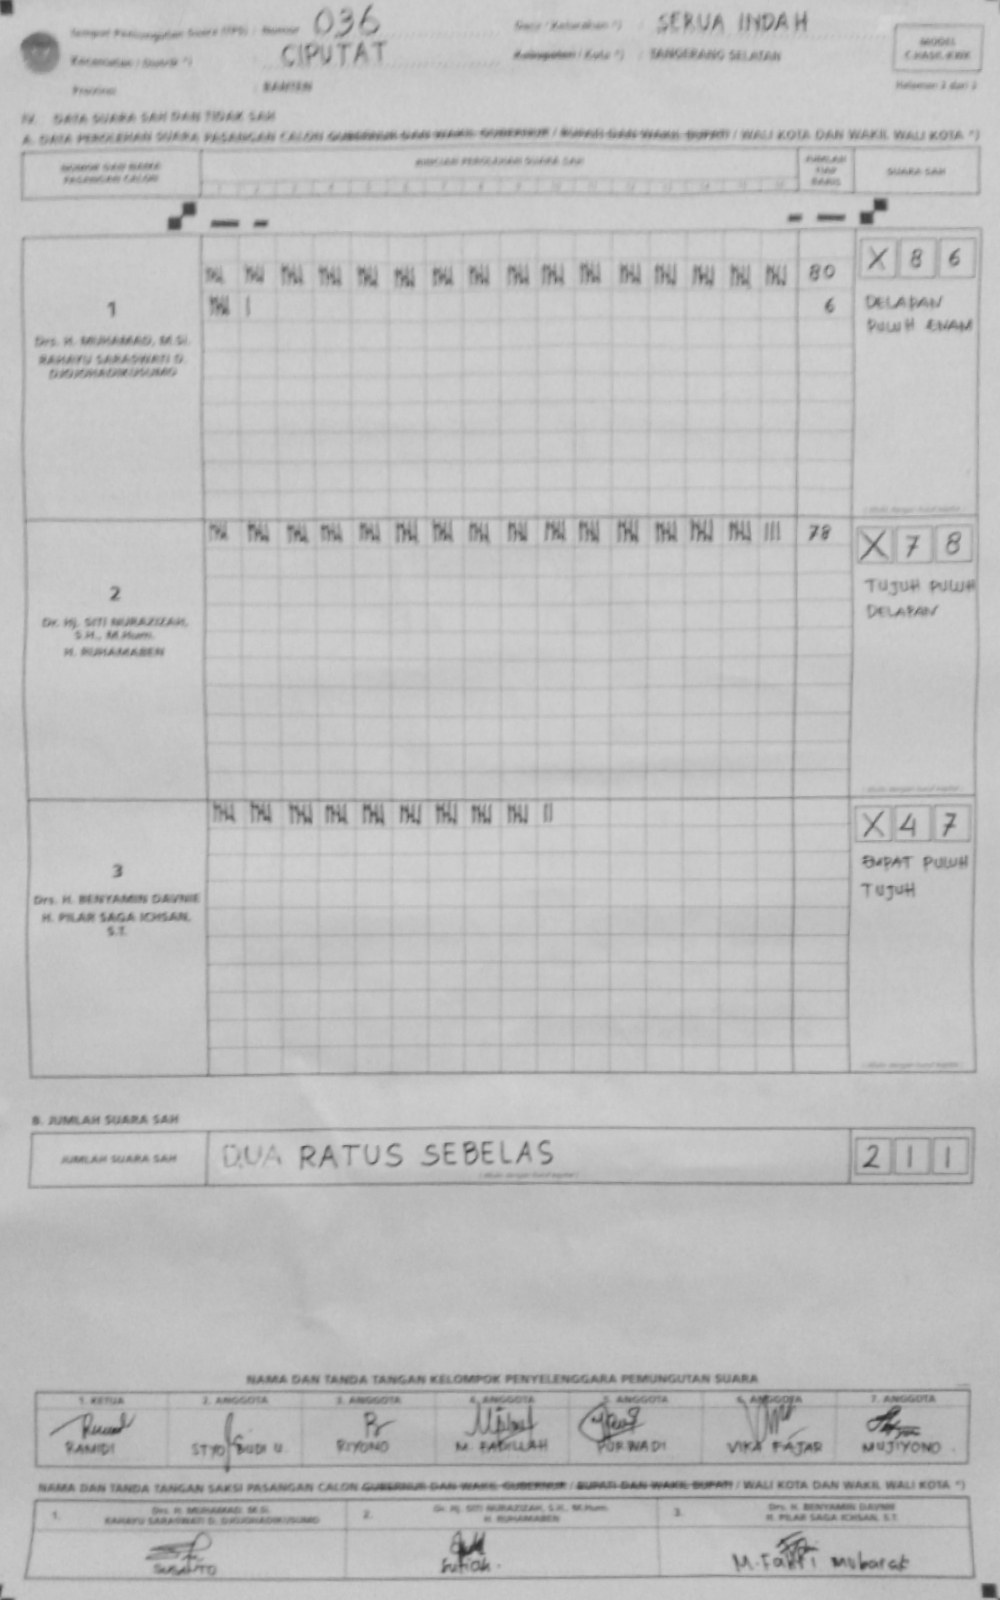 Tempat Pemungutan Suara (TPS) / Nomor : 036
Desa / Kelurahan *) : SERUA INDAH
Kecamatan / Distrik *) : CIPUTAT
Kabupaten / Kota *) : TANGERANG SELATAN
Provinsi : BANTEN
MODEL
C.HASIL-KWK
Halaman 2 dari 2
IV. DATA SUARA SAH DAN TIDAK SAH
A. DATA PEROLEHAN SUARA PASANGAN CALON GUBERNUR DAN WAKIL GUBERNUR / BUPATI DAN WAKIL BUPATI / WALI KOTA DAN WAKIL WALI KOTA *)
NOMOR DAN NAMA
PASANGAN CALON
RINCIAN PEROLEHAN SUARA SAH
JUMLAH
TIAP
BARIS
SUARA SAH
1
Drs. H. MUHAMAD, M.Si.
RAHAYU SARASWATI D.
DJOJOHADIKUSUMO
80
6
X 8 6
DELAPAN
PULUH ENAM
2
Dr. Hj. SITI NURAZIZAH,
S.H., M.Hum.
H. RUHAMABEN
78
X 7 8
TUJUH PULUH
DELAPAN
3
Drs. H. BENYAMIN DAVNIE
H. PILAR SAGA ICHSAN,
S.T.
X 4 7
EMPAT PULUH
TUJUH
B. JUMLAH SUARA SAH
JUMLAH SUARA SAH
DUA RATUS SEBELAS
2 1 1
NAMA DAN TANDA TANGAN KELOMPOK PENYELENGGARA PEMUNGUTAN SUARA
1. KETUA 2. ANGGOTA 3. ANGGOTA 4. ANGGOTA 5. ANGGOTA 6. ANGGOTA 7. ANGGOTA
RAMIDI STYO BUDI U. RIYONO M. FADILLAH PURWADI VIKA FAJAR MUJIYONO
NAMA DAN TANDA TANGAN SAKSI PASANGAN CALON GUBERNUR DAN WAKIL GUBERNUR / BUPATI DAN WAKIL BUPATI / WALI KOTA DAN WAKIL WALI KOTA *)
1. Drs. H. MUHAMAD, M.Si.
RAHAYU SARASWATI D. DJOJOHADIKUSUMO
2. Dr. Hj. SITI NURAZIZAH, S.H., M.Hum.
H. RUHAMABEN
3. Drs. H. BENYAMIN DAVNIE
H. PILAR SAGA ICHSAN, S.T.
M. Fahri Mubarak